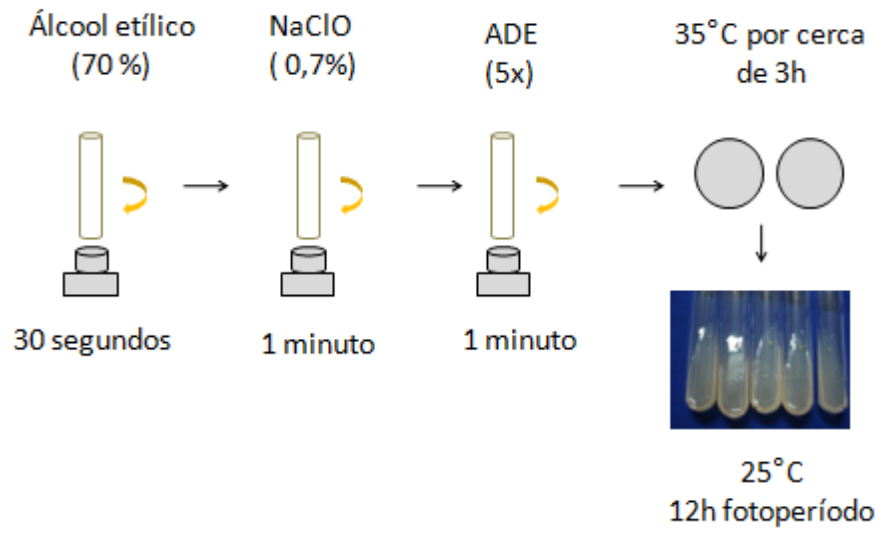 Álcool etílico
(70 %)
NaClO
( 0,7%)
ADE
(5x)
35°C por cerca
de 3h
30 segundos
1 minuto
1 minuto
25°C
12h fotoperíodo